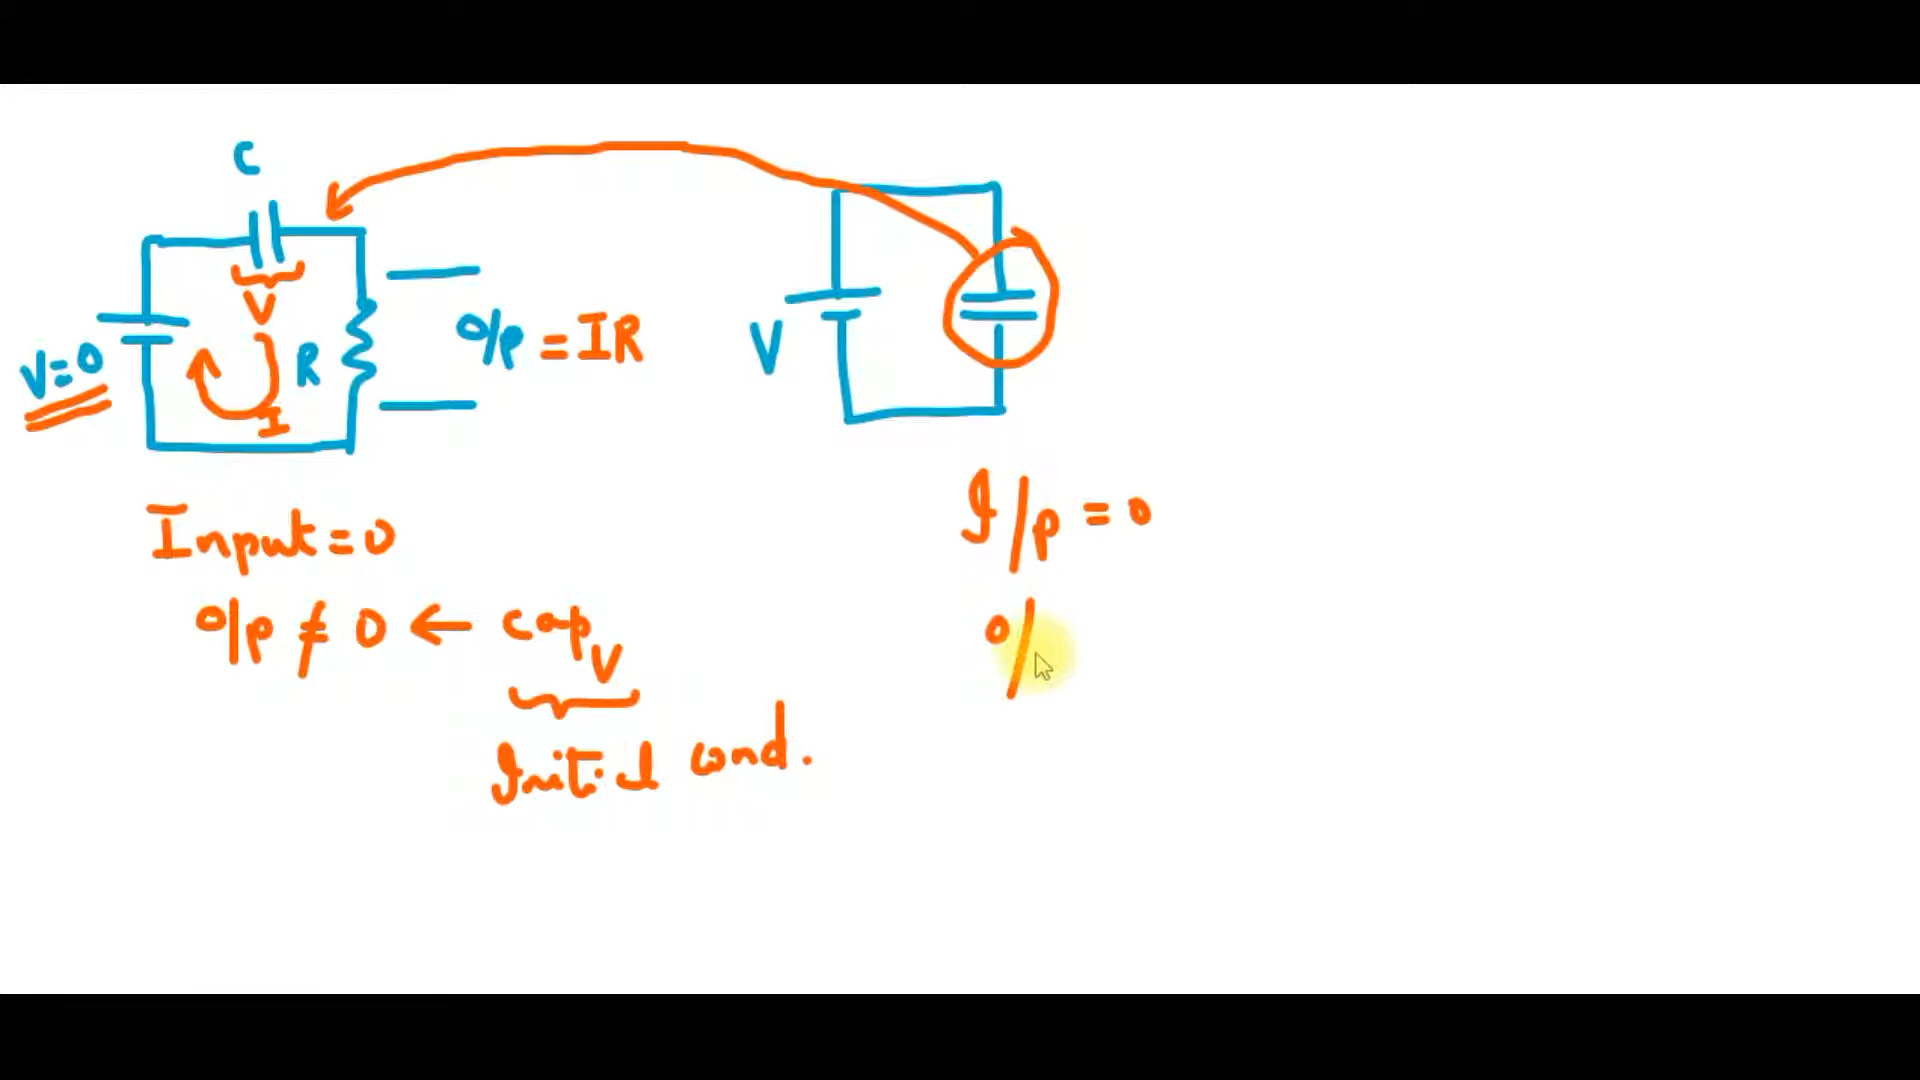 C
V
V=0
R
I
o/p = IR
V
Input = 0
o/p ≠ 0 ← cap V
Initial cond.
I/p = 0
o/